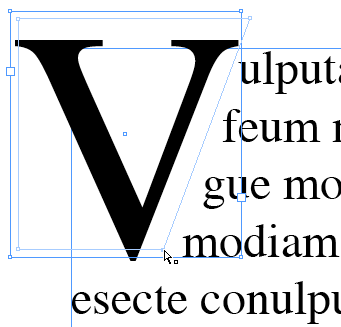 Vulputa
feum r
gue mo
modiam
esecte conulpu